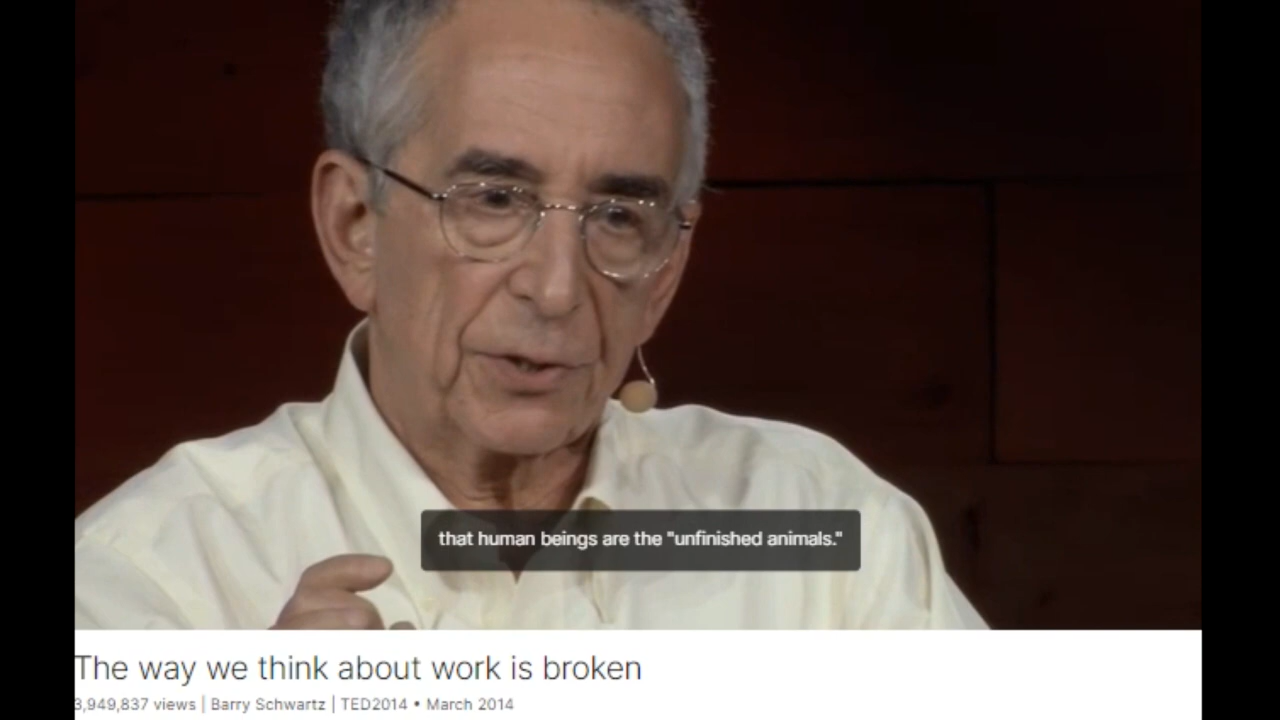 that human beings are the "unfinished animals."
The way we think about work is broken
3,949,837 views | Barry Schwartz | TED2014 • March 2014